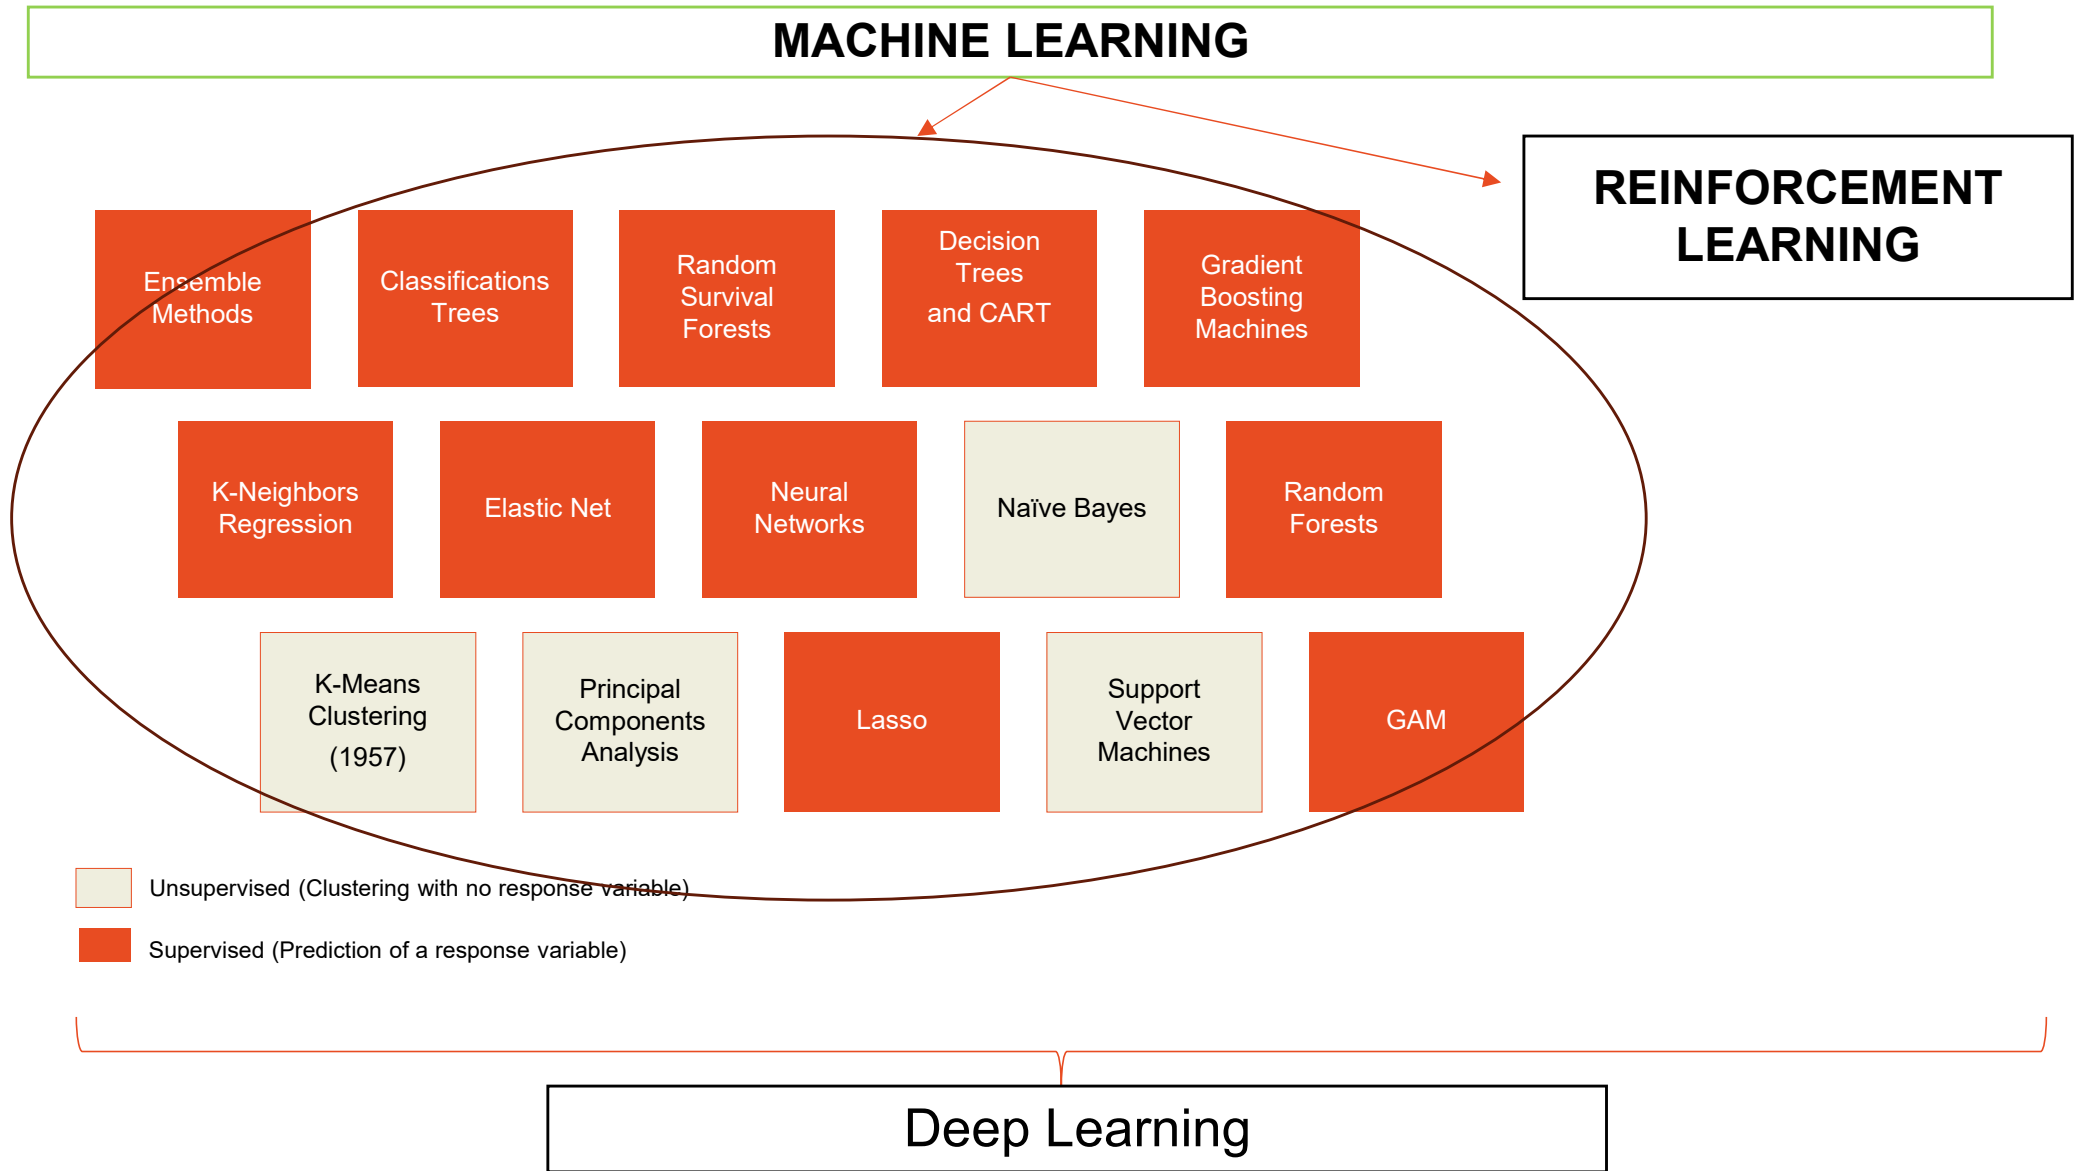 MACHINE LEARNING
REINFORCEMENT
LEARNING
Ensemble
Methods
Classifications
Trees
Random
Survival
Forests
Decision
Trees
and CART
Gradient
Boosting
Machines
K-Neighbors
Regression
Elastic Net
Neural
Networks
Naïve Bayes
Random
Forests
K-Means
Clustering
(1957)
Principal
Components
Analysis
Lasso
Support
Vector
Machines
GAM
Unsupervised (Clustering with no response variable)
Supervised (Prediction of a response variable)
Deep Learning